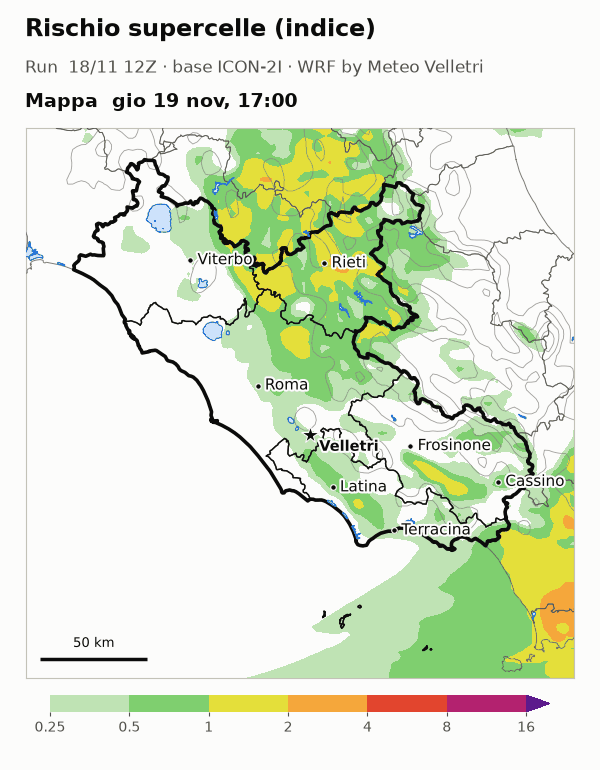 Rischio supercelle (indice)
Run  18/11 12Z · base ICON-2I · WRF by Meteo Velletri
Mappa  gio 19 nov, 17:00
Viterbo
Rieti
Roma
Velletri
Frosinone
Cassino
Latina
Terracina
50 km
0.25 0.5 1 2 4 8 16